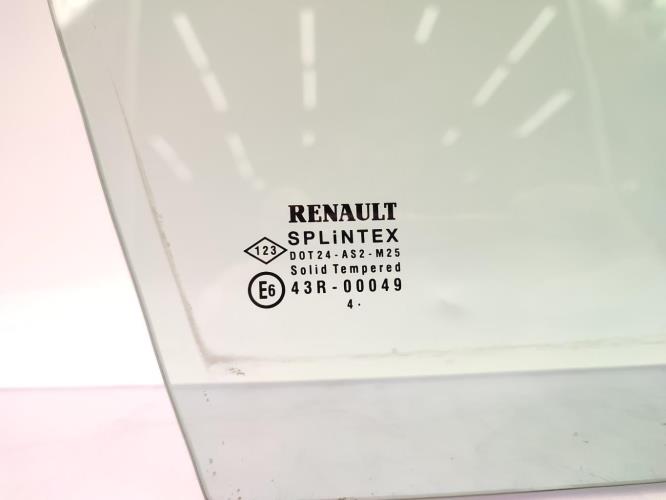 RENAULT
SPLiNTEX
123
DOT24-AS2-M25
Solid Tempered
E6 43R-00049
4 .